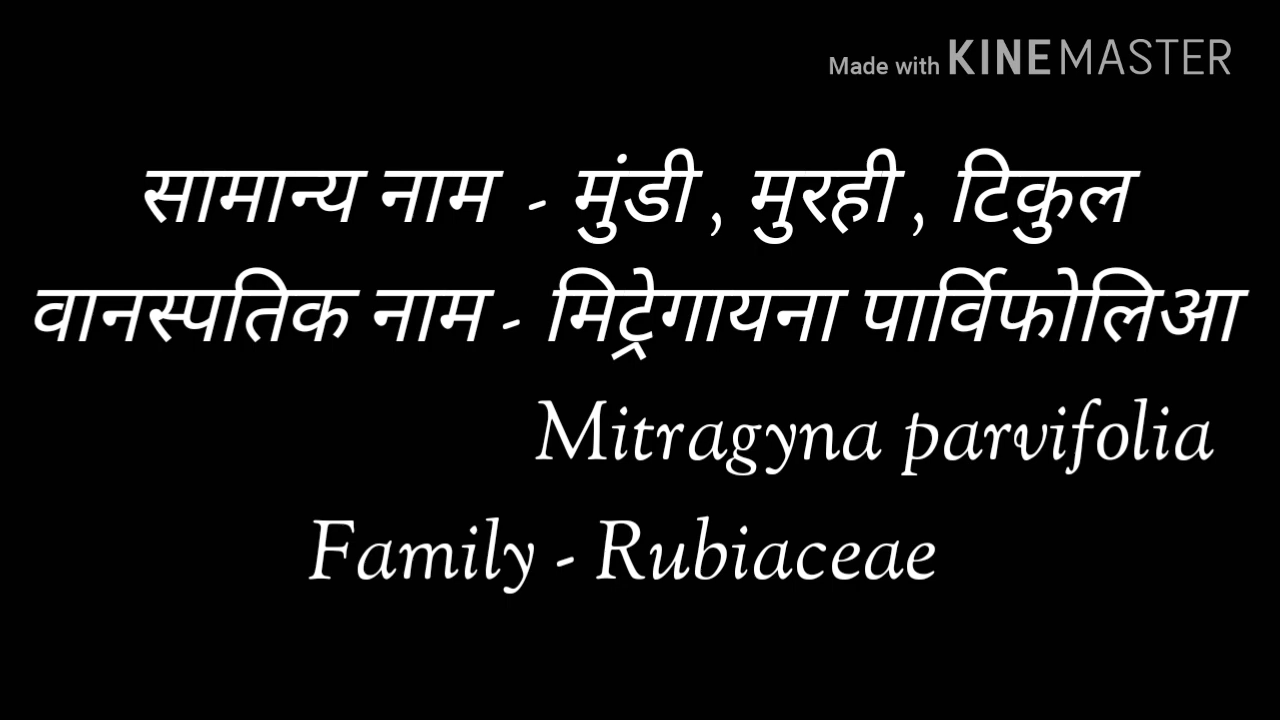 Made with KINEMASTER
सामान्य नाम - मुंडी , मुरही , टिकुल
वानस्पतिक नाम - मिट्रेगायना पार्विफोलिआ
Mitragyna parvifolia
Family - Rubiaceae